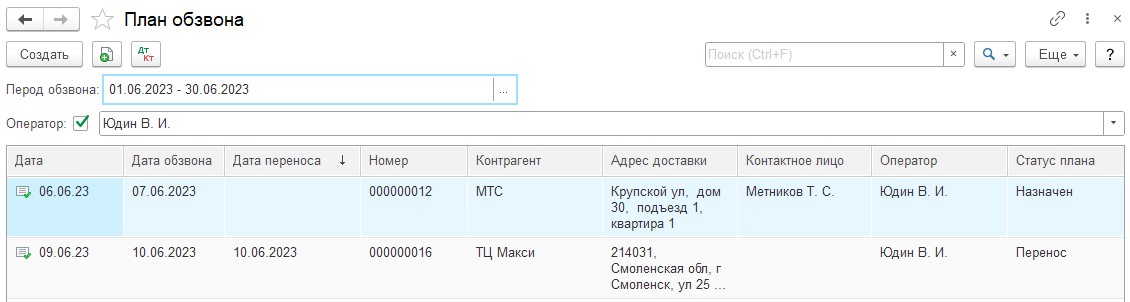 План обзвона
Создать Дт Кт Поиск (Ctrl+F) × Еще ?
Перод обзвона: 01.06.2023 - 30.06.2023 ...
Оператор: Юдин В. И.
Дата Дата обзвона Дата переноса ↓ Номер Контрагент Адрес доставки Контактное лицо Оператор Статус плана
06.06.23 07.06.2023 000000012 МТС Крупской ул, дом Метников Т. С. Юдин В. И. Назначен
30, подъезд 1,
квартира 1
09.06.23 10.06.2023 10.06.2023 000000016 ТЦ Макси 214031, Юдин В. И. Перенос
Смоленская обл, г
Смоленск, ул 25 ...